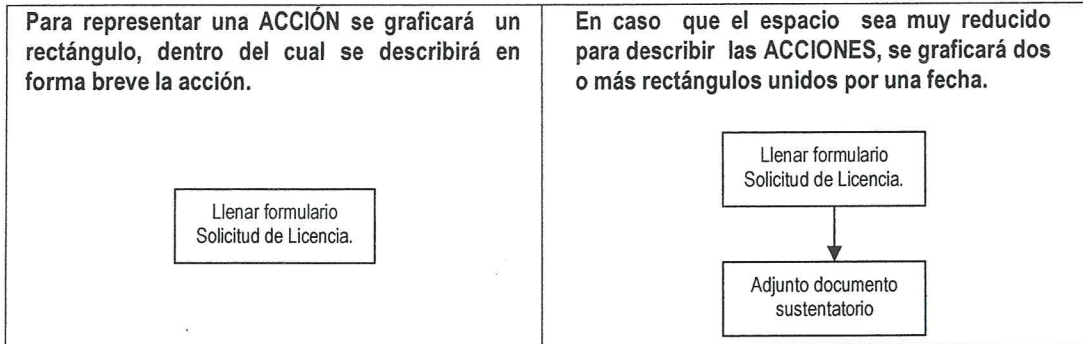 Para representar una ACCIÓN se graficará un
rectángulo, dentro del cual se describirá en
forma breve la acción.
Llenar formulario
Solicitud de Licencia.
En caso que el espacio sea muy reducido
para describir las ACCIONES, se graficará dos
o más rectángulos unidos por una fecha.
Llenar formulario
Solicitud de Licencia.
Adjunto documento
sustentatorio